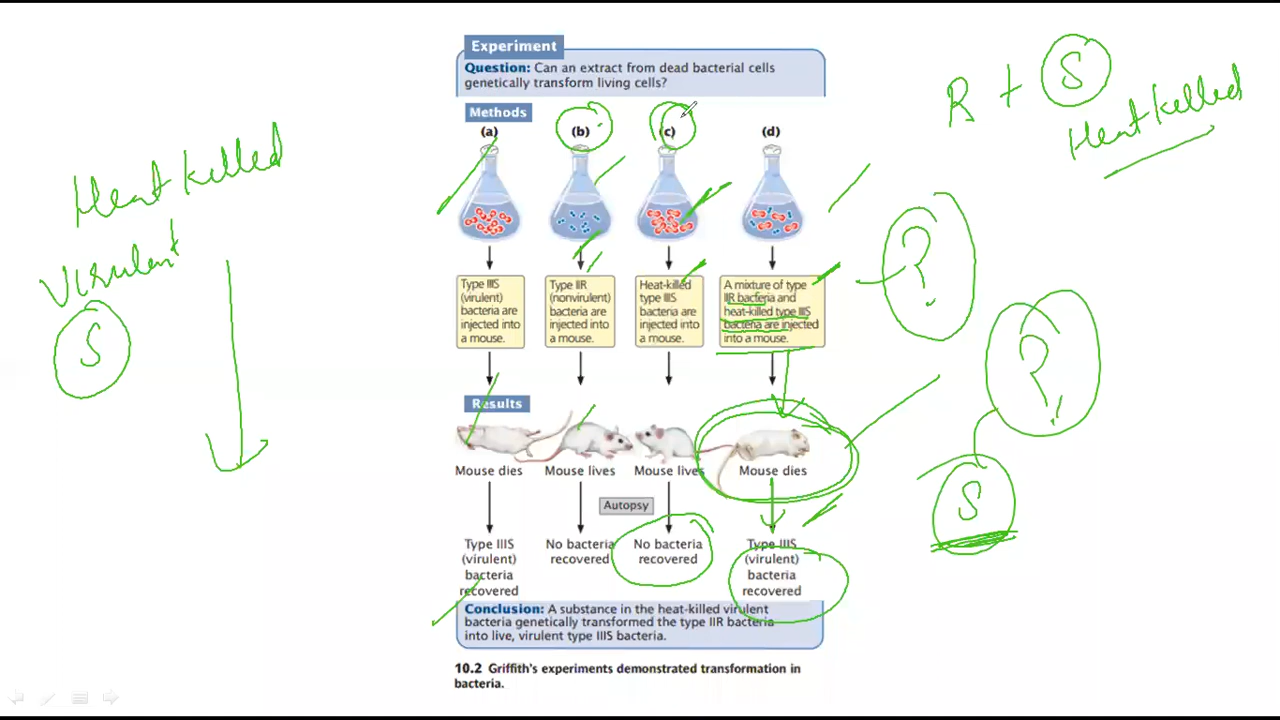 Experiment
Question: Can an extract from dead bacterial cells
genetically transform living cells?
Methods
(a)
(b)
(c)
(d)
Type IIIS
(virulent)
bacteria are
injected into
a mouse.
Type IIR
(nonvirulent)
bacteria are
injected into
a mouse.
Heat-killed
type IIIS
bacteria are
injected into
a mouse.
A mixture of type
IIR bacteria and
heat-killed type IIIS
bacteria are injected
into a mouse.
Results
Mouse dies
Mouse lives
Mouse lives
Mouse dies
Autopsy
Type IIIS
(virulent)
bacteria
recovered
No bacteria
recovered
No bacteria
recovered
Type IIIS
(virulent)
bacteria
recovered
Conclusion: A substance in the heat-killed virulent
bacteria genetically transformed the type IIR bacteria
into live, virulent type IIIS bacteria.
10.2 Griffith's experiments demonstrated transformation in
bacteria.
Heat killed
virulent
S
R + S
Heat killed
?
?
S